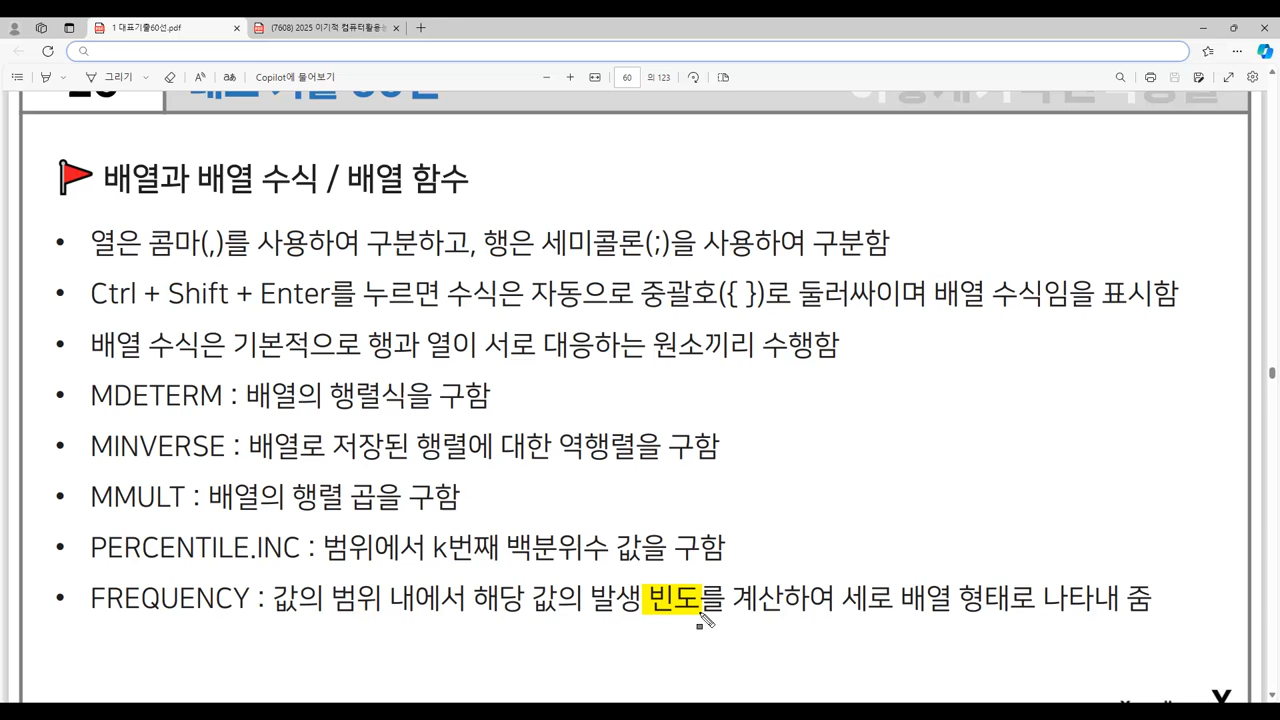 1 대표기출60선.pdf
(7608) 2025 이기적 컴퓨터활용능
그리기
Copilot에 물어보기
60
의 123
배열과 배열 수식 / 배열 함수
• 열은 콤마(,)를 사용하여 구분하고, 행은 세미콜론(;)을 사용하여 구분함
• Ctrl + Shift + Enter를 누르면 수식은 자동으로 중괄호({ })로 둘러싸이며 배열 수식임을 표시함
• 배열 수식은 기본적으로 행과 열이 서로 대응하는 원소끼리 수행함
• MDETERM : 배열의 행렬식을 구함
• MINVERSE : 배열로 저장된 행렬에 대한 역행렬을 구함
• MMULT : 배열의 행렬 곱을 구함
• PERCENTILE.INC : 범위에서 k번째 백분위수 값을 구함
• FREQUENCY : 값의 범위 내에서 해당 값의 발생 빈도를 계산하여 세로 배열 형태로 나타내 줌